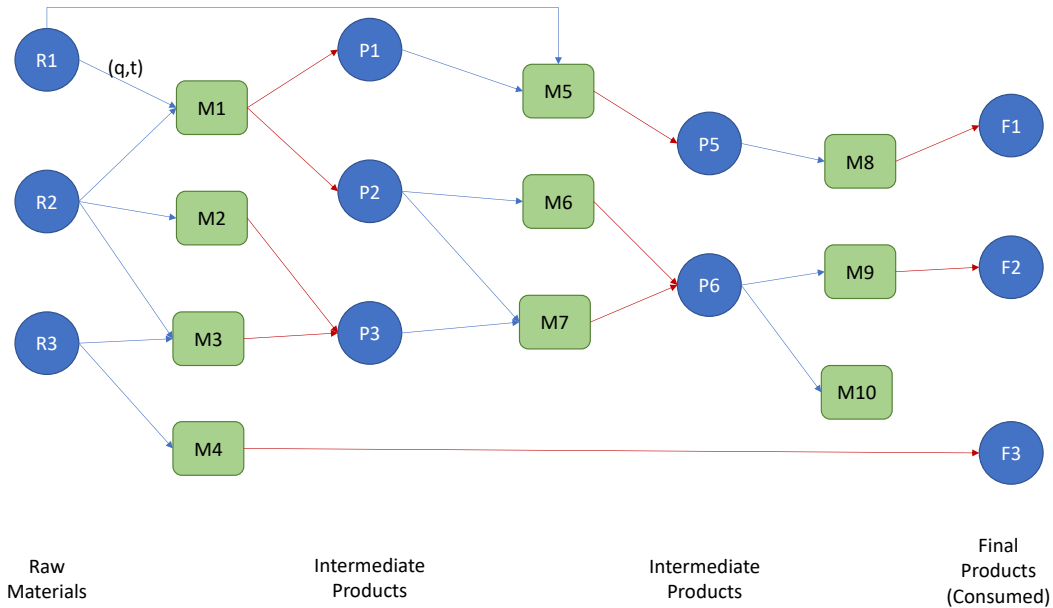 R1
(q,t)
P1
M1
M5
F1
P5
M8
R2
P2
M6
M2
M9
F2
P6
R3
M3
P3
M7
M10
M4
F3
Raw
Materials
Intermediate
Products
Intermediate
Products
Final
Products
(Consumed)